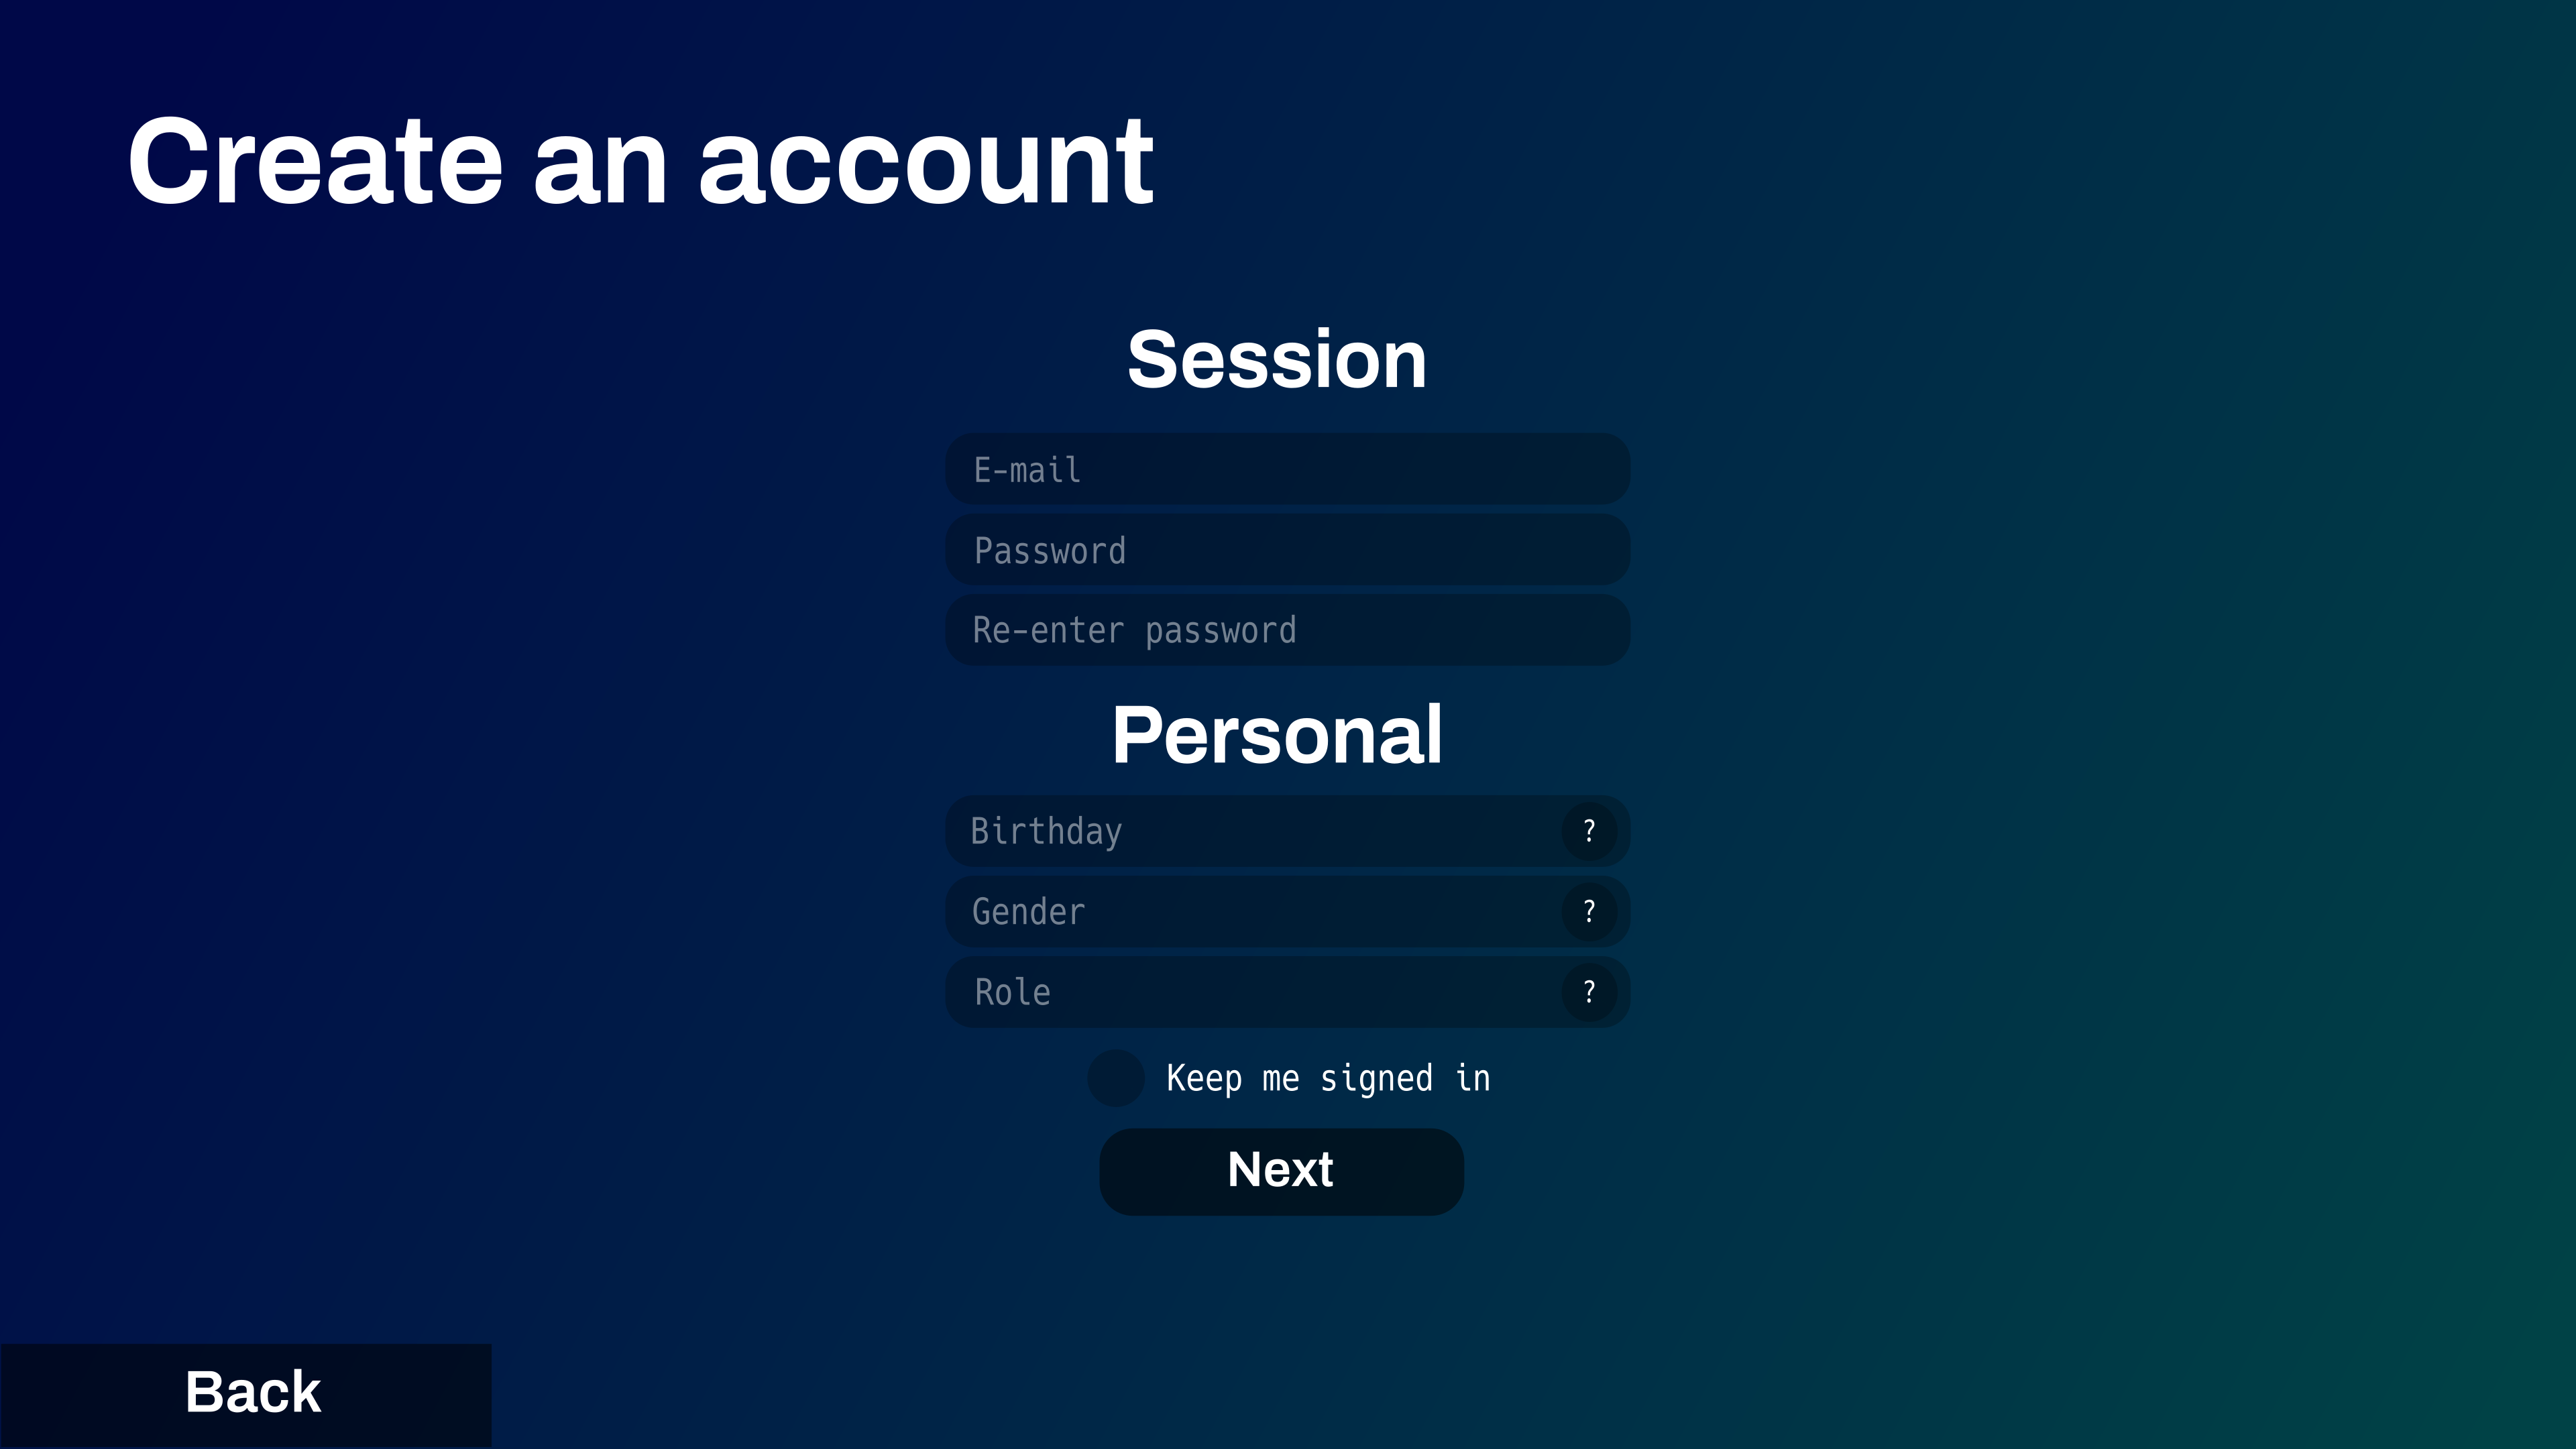 Create an account
Session
E-mail
Password
Re-enter password
Personal
Birthday ?
Gender ?
Role ?
Keep me signed in
Next
Back